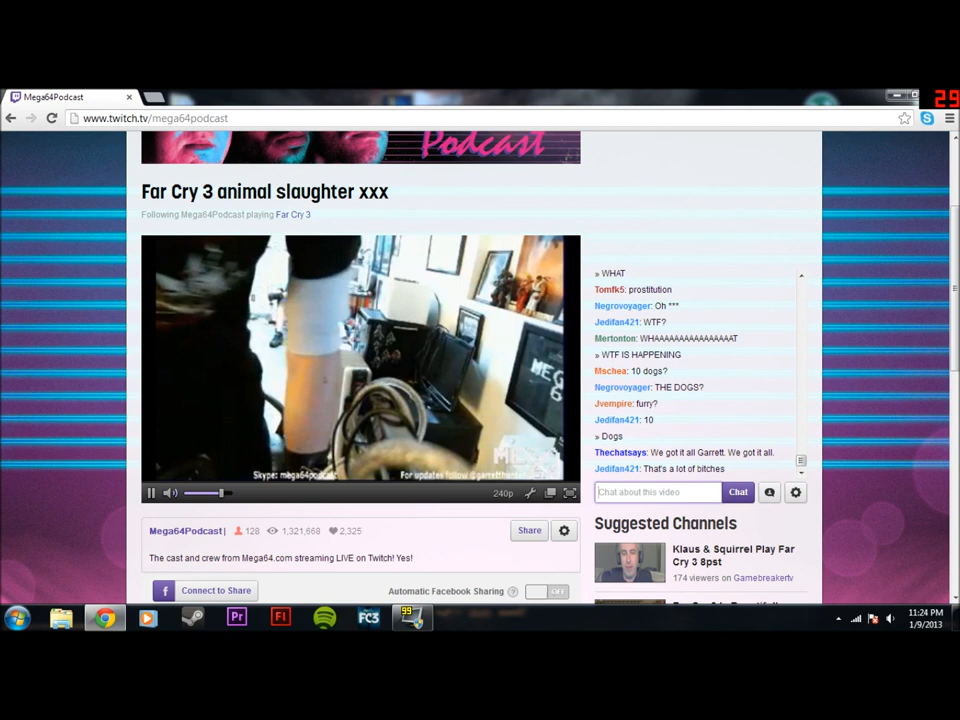 Mega64Podcast
29
www.twitch.tv/mega64podcast
Podcast
Far Cry 3 animal slaughter xxx
Following Mega64Podcast playing Far Cry 3
» WHAT
Tomfk5: prostitution
Negrovoyager: Oh ***
Jedifan421: WTF?
Mertonton: WHAAAAAAAAAAAAAAAT
» WTF IS HAPPENING
Mschea: 10 dogs?
Negrovoyager: THE DOGS?
Jvempire: furry?
Jedifan421: 10
» Dogs
Thechatsays: We got it all Garrett. We got it all.
Jedifan421: That's a lot of bitches
Skype: mega64podcast
For updates follow @garretthunter
240p
Chat about this video
Chat
Mega64Podcast| 128 1,321,668 2,325
Share
The cast and crew from Mega64.com streaming LIVE on Twitch! Yes!
f Connect to Share
Automatic Facebook Sharing ? OFF
Suggested Channels
Klaus & Squirrel Play Far
Cry 3 8pst
174 viewers on Gamebreakertv
Pr
Fl
FC3
99
11:24 PM
1/9/2013